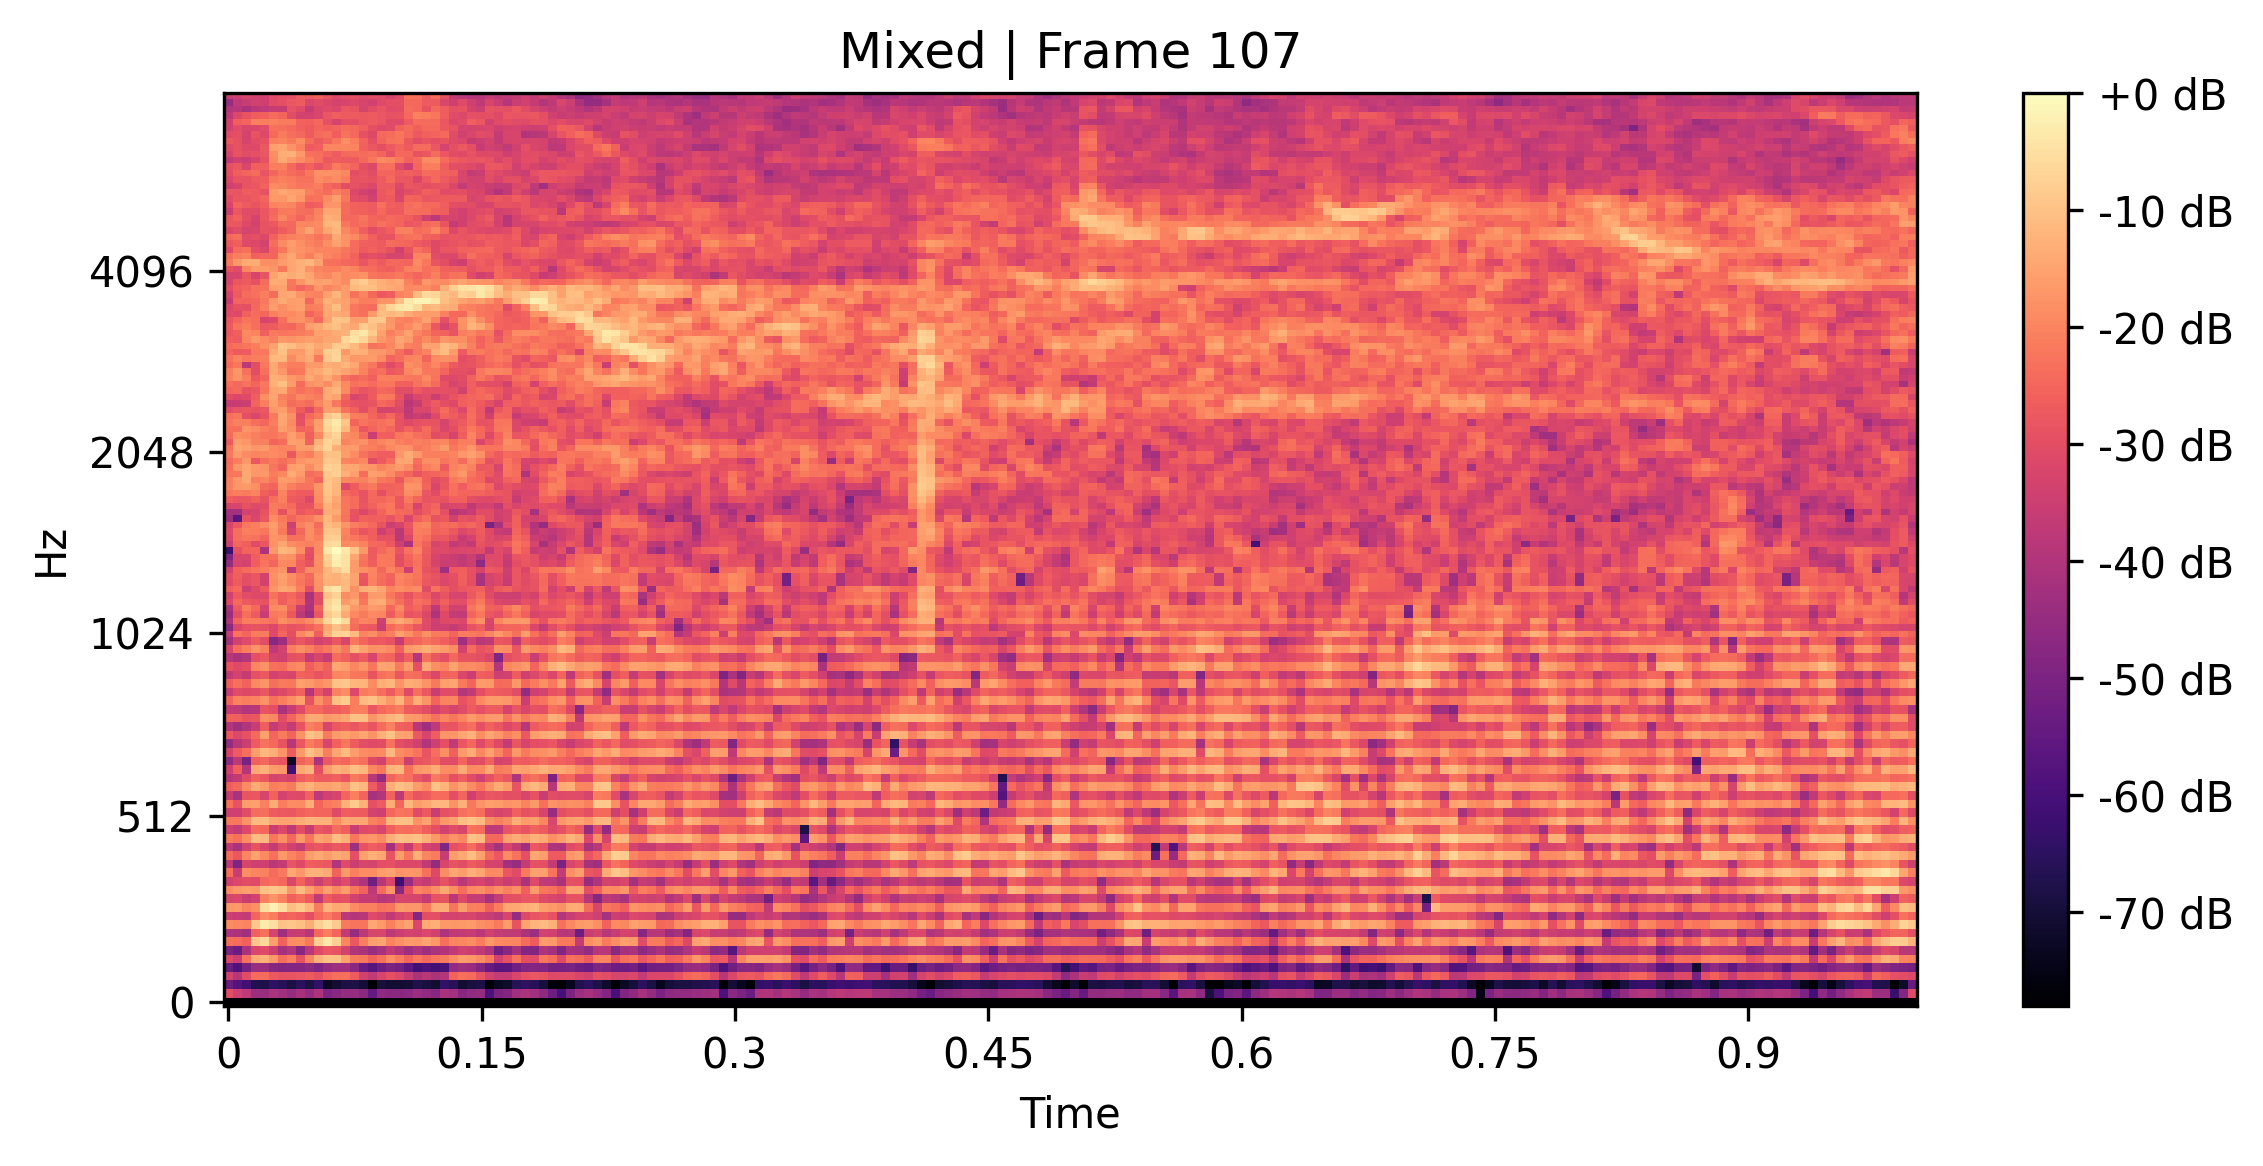 Mixed | Frame 107
+0 dB
-10 dB
-20 dB
-30 dB
-40 dB
-50 dB
-60 dB
-70 dB
4096
2048
1024
512
0
Hz
0 0.15 0.3 0.45 0.6 0.75 0.9
Time